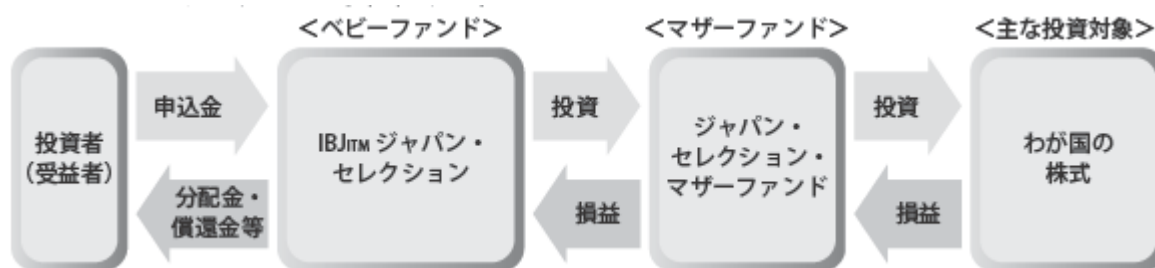 ＜ベビーファンド＞
＜マザーファンド＞
＜主な投資対象＞
投資者
（受益者）
申込金
分配金・
償還金等
IBJITM ジャパン・
セレクション
投資
損益
ジャパン・
セレクション・
マザーファンド
投資
損益
わが国の
株式